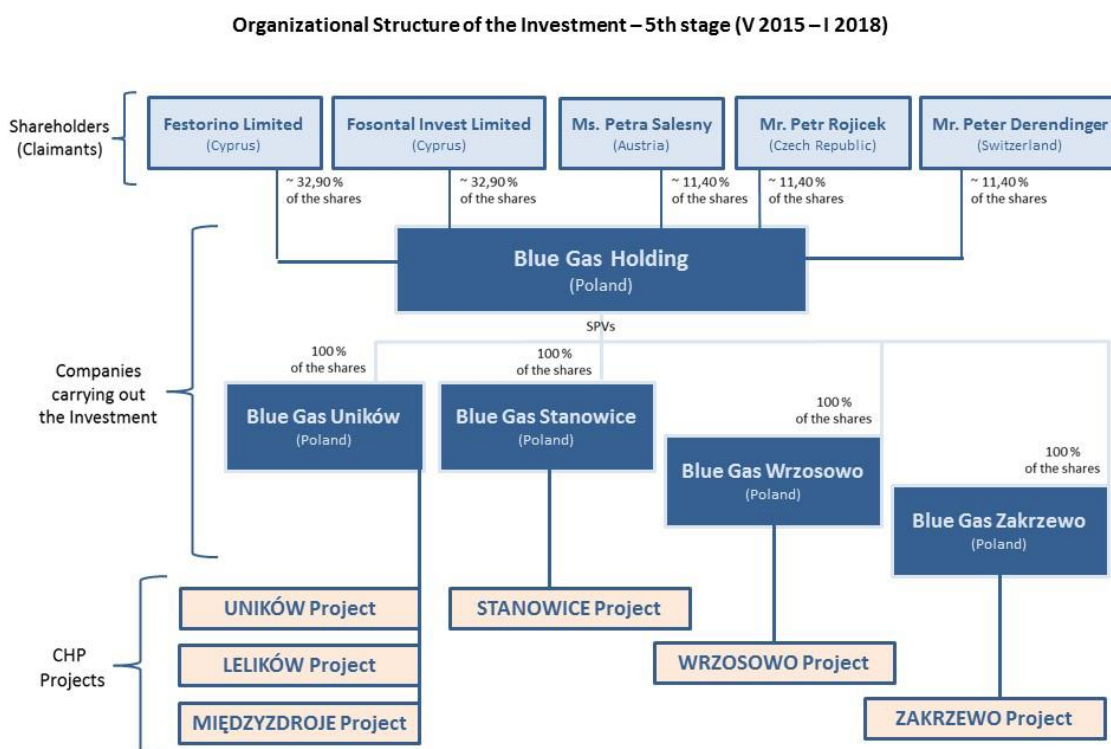 Organizational Structure of the Investment – 5th stage (V 2015 – I 2018)
Shareholders
(Claimants)
Festorino Limited
(Cyprus)
Fosontal Invest Limited
(Cyprus)
Ms. Petra Salesny
(Austria)
Mr. Petr Rojicek
(Czech Republic)
Mr. Peter Derendinger
(Switzerland)
~ 32,90 %
of the shares
~ 32,90 %
of the shares
~ 11,40 %
of the shares
~ 11,40 %
of the shares
~ 11,40 %
of the shares
Blue Gas Holding
(Poland)
SPVs
Companies
carrying out
the Investment
100 %
of the shares
100 %
of the shares
100 %
of the shares
100 %
of the shares
Blue Gas Uników
(Poland)
Blue Gas Stanowice
(Poland)
Blue Gas Wrzosowo
(Poland)
Blue Gas Zakrzewo
(Poland)
CHP
Projects
UNIKÓW Project
STANOWICE Project
LELIKÓW Project
WRZOSOWO Project
MIĘDZYZDROJE Project
ZAKRZEWO Project